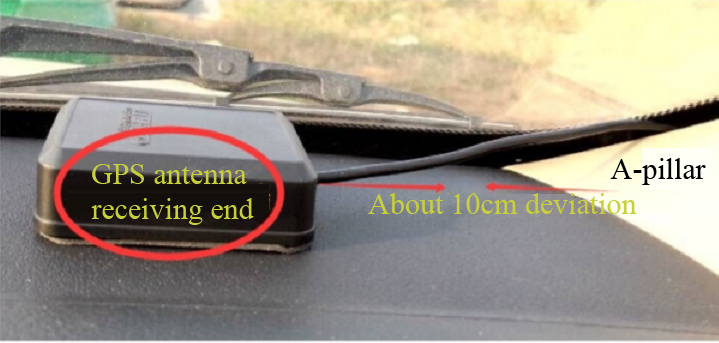 GPS antenna
receiving end
A-pillar
About 10cm deviation